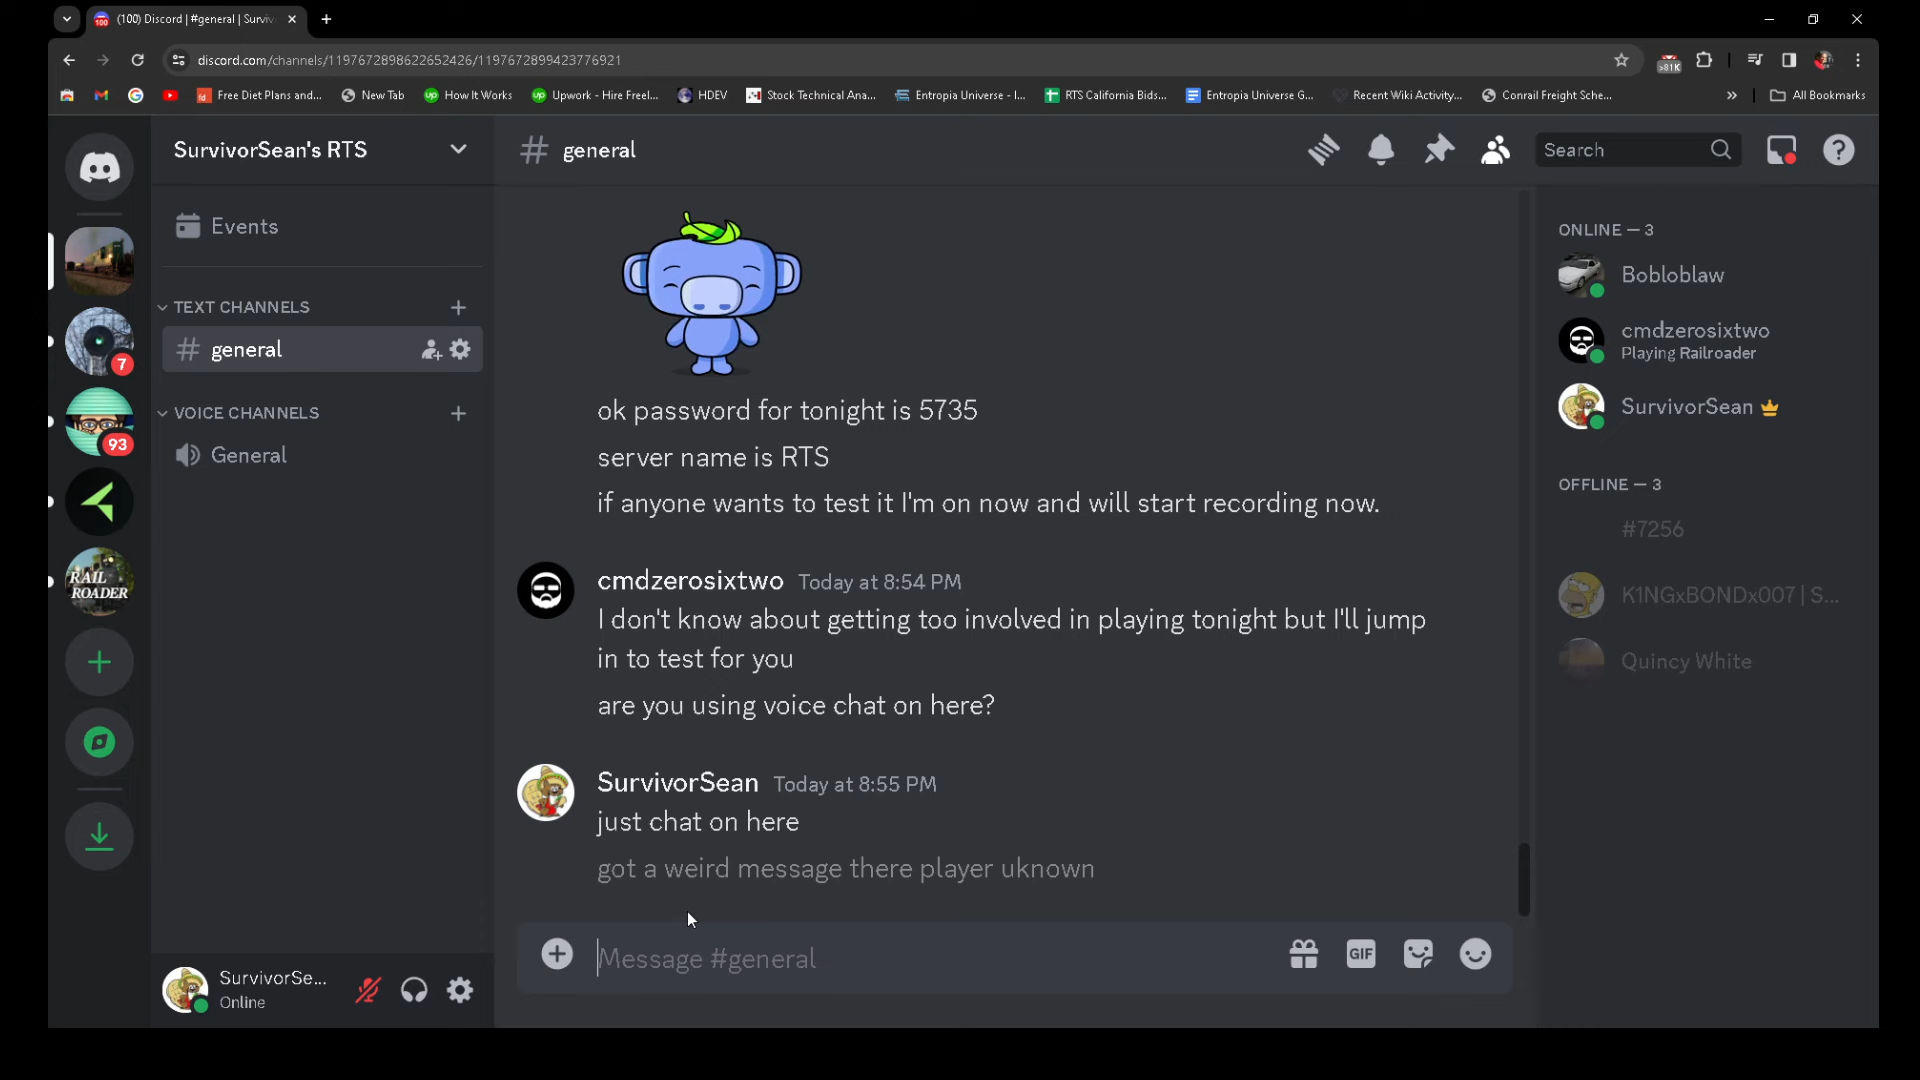 (100) Discord | #general | Surviv
discord.com/channels/1197672898622652426/1197672899423776921
>81K
Free Diet Plans and...
New Tab
How It Works
Upwork - Hire Freel...
HDEV
Stock Technical Ana...
Entropia Universe - I...
RTS California Bids...
Entropia Universe G...
Recent Wiki Activity...
Conrail Freight Sche...
All Bookmarks
SurvivorSean's RTS
general
Search
Events
TEXT CHANNELS
general
VOICE CHANNELS
General
7
93
RAIL
ROADER
ok password for tonight is 5735
server name is RTS
if anyone wants to test it I'm on now and will start recording now.
cmdzerosixtwo Today at 8:54 PM
I don't know about getting too involved in playing tonight but I'll jump
in to test for you
are you using voice chat on here?
SurvivorSean Today at 8:55 PM
just chat on here
got a weird message there player uknown
Message #general
GIF
ONLINE — 3
Bobloblaw
cmdzerosixtwo
Playing Railroader
SurvivorSean
OFFLINE — 3
#7256
K1NGxBONDx007 | S...
Quincy White
SurvivorSe...
Online